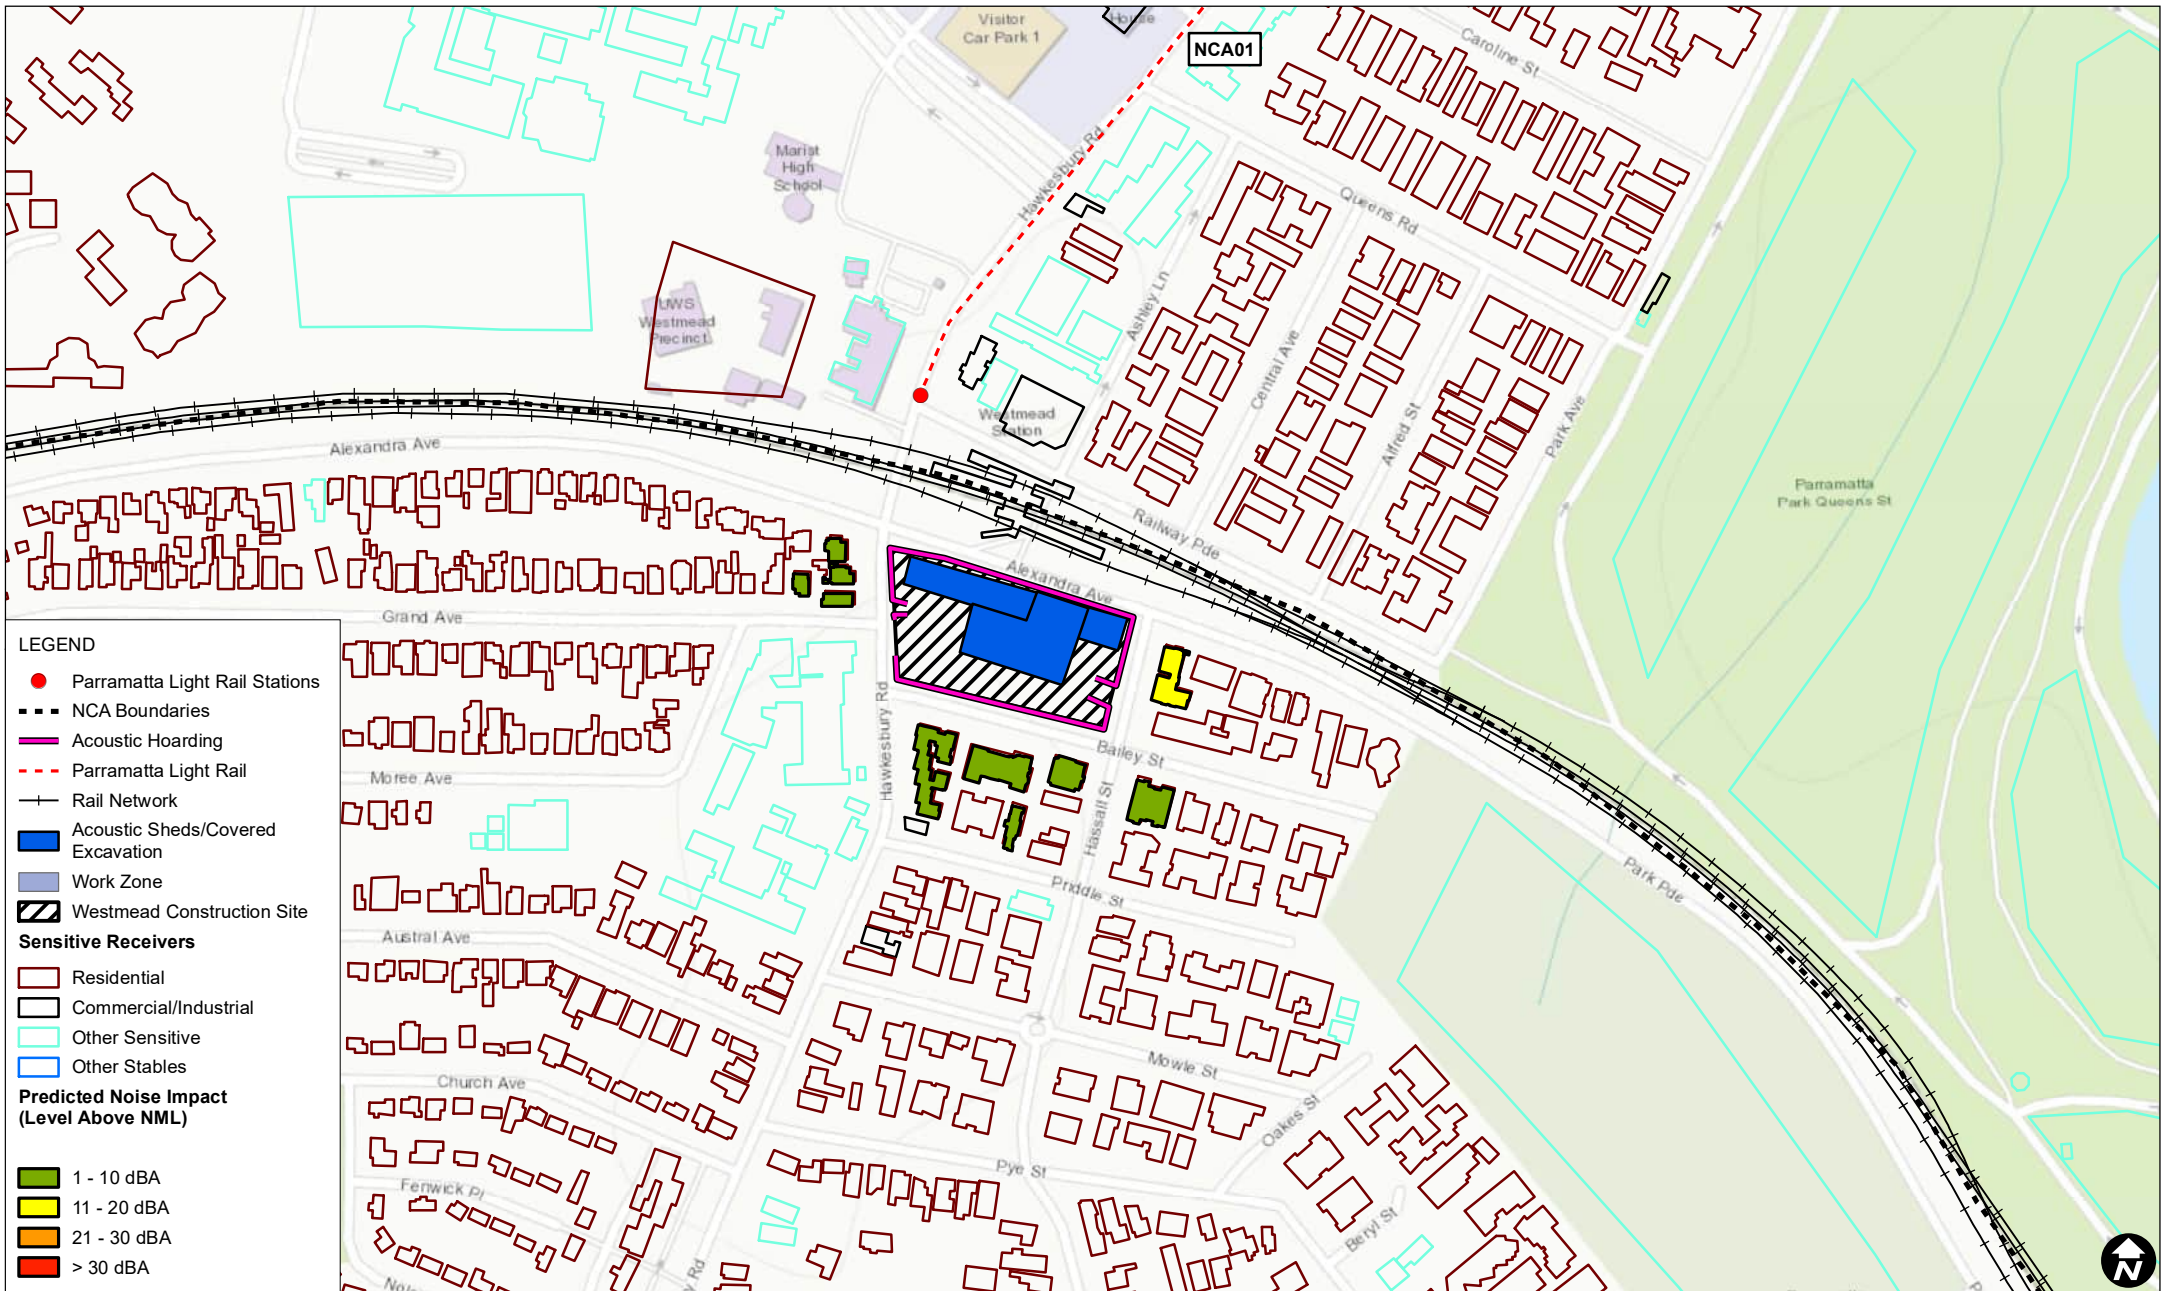 Visitor
Car Park 1
House
NCA01
Caroline St
Marist
High
School
Hawkesbury Rd
Queens Rd
UWS
Westmead
Precinct
Ashley Ln
Central Ave
Westmead
Station
Alfred St
Park Ave
Alexandra Ave
Parramatta
Park Queens St
Railway Pde
Alexandra Ave
Grand Ave
Hawkesbury Rd
Bailey St
Moree Ave
Hassall St
Park Pde
Priddle St
Austral Ave
Mowle St
Church Ave
Oakes St
Pye St
Fenwick Pl
Beryl St
y Rd
LEGEND
Parramatta Light Rail Stations
NCA Boundaries
Acoustic Hoarding
Parramatta Light Rail
Rail Network
Acoustic Sheds/Covered
Excavation
Work Zone
Westmead Construction Site
Sensitive Receivers
Residential
Commercial/Industrial
Other Sensitive
Other Stables
Predicted Noise Impact
(Level Above NML)
1 - 10 dBA
11 - 20 dBA
21 - 30 dBA
> 30 dBA
N